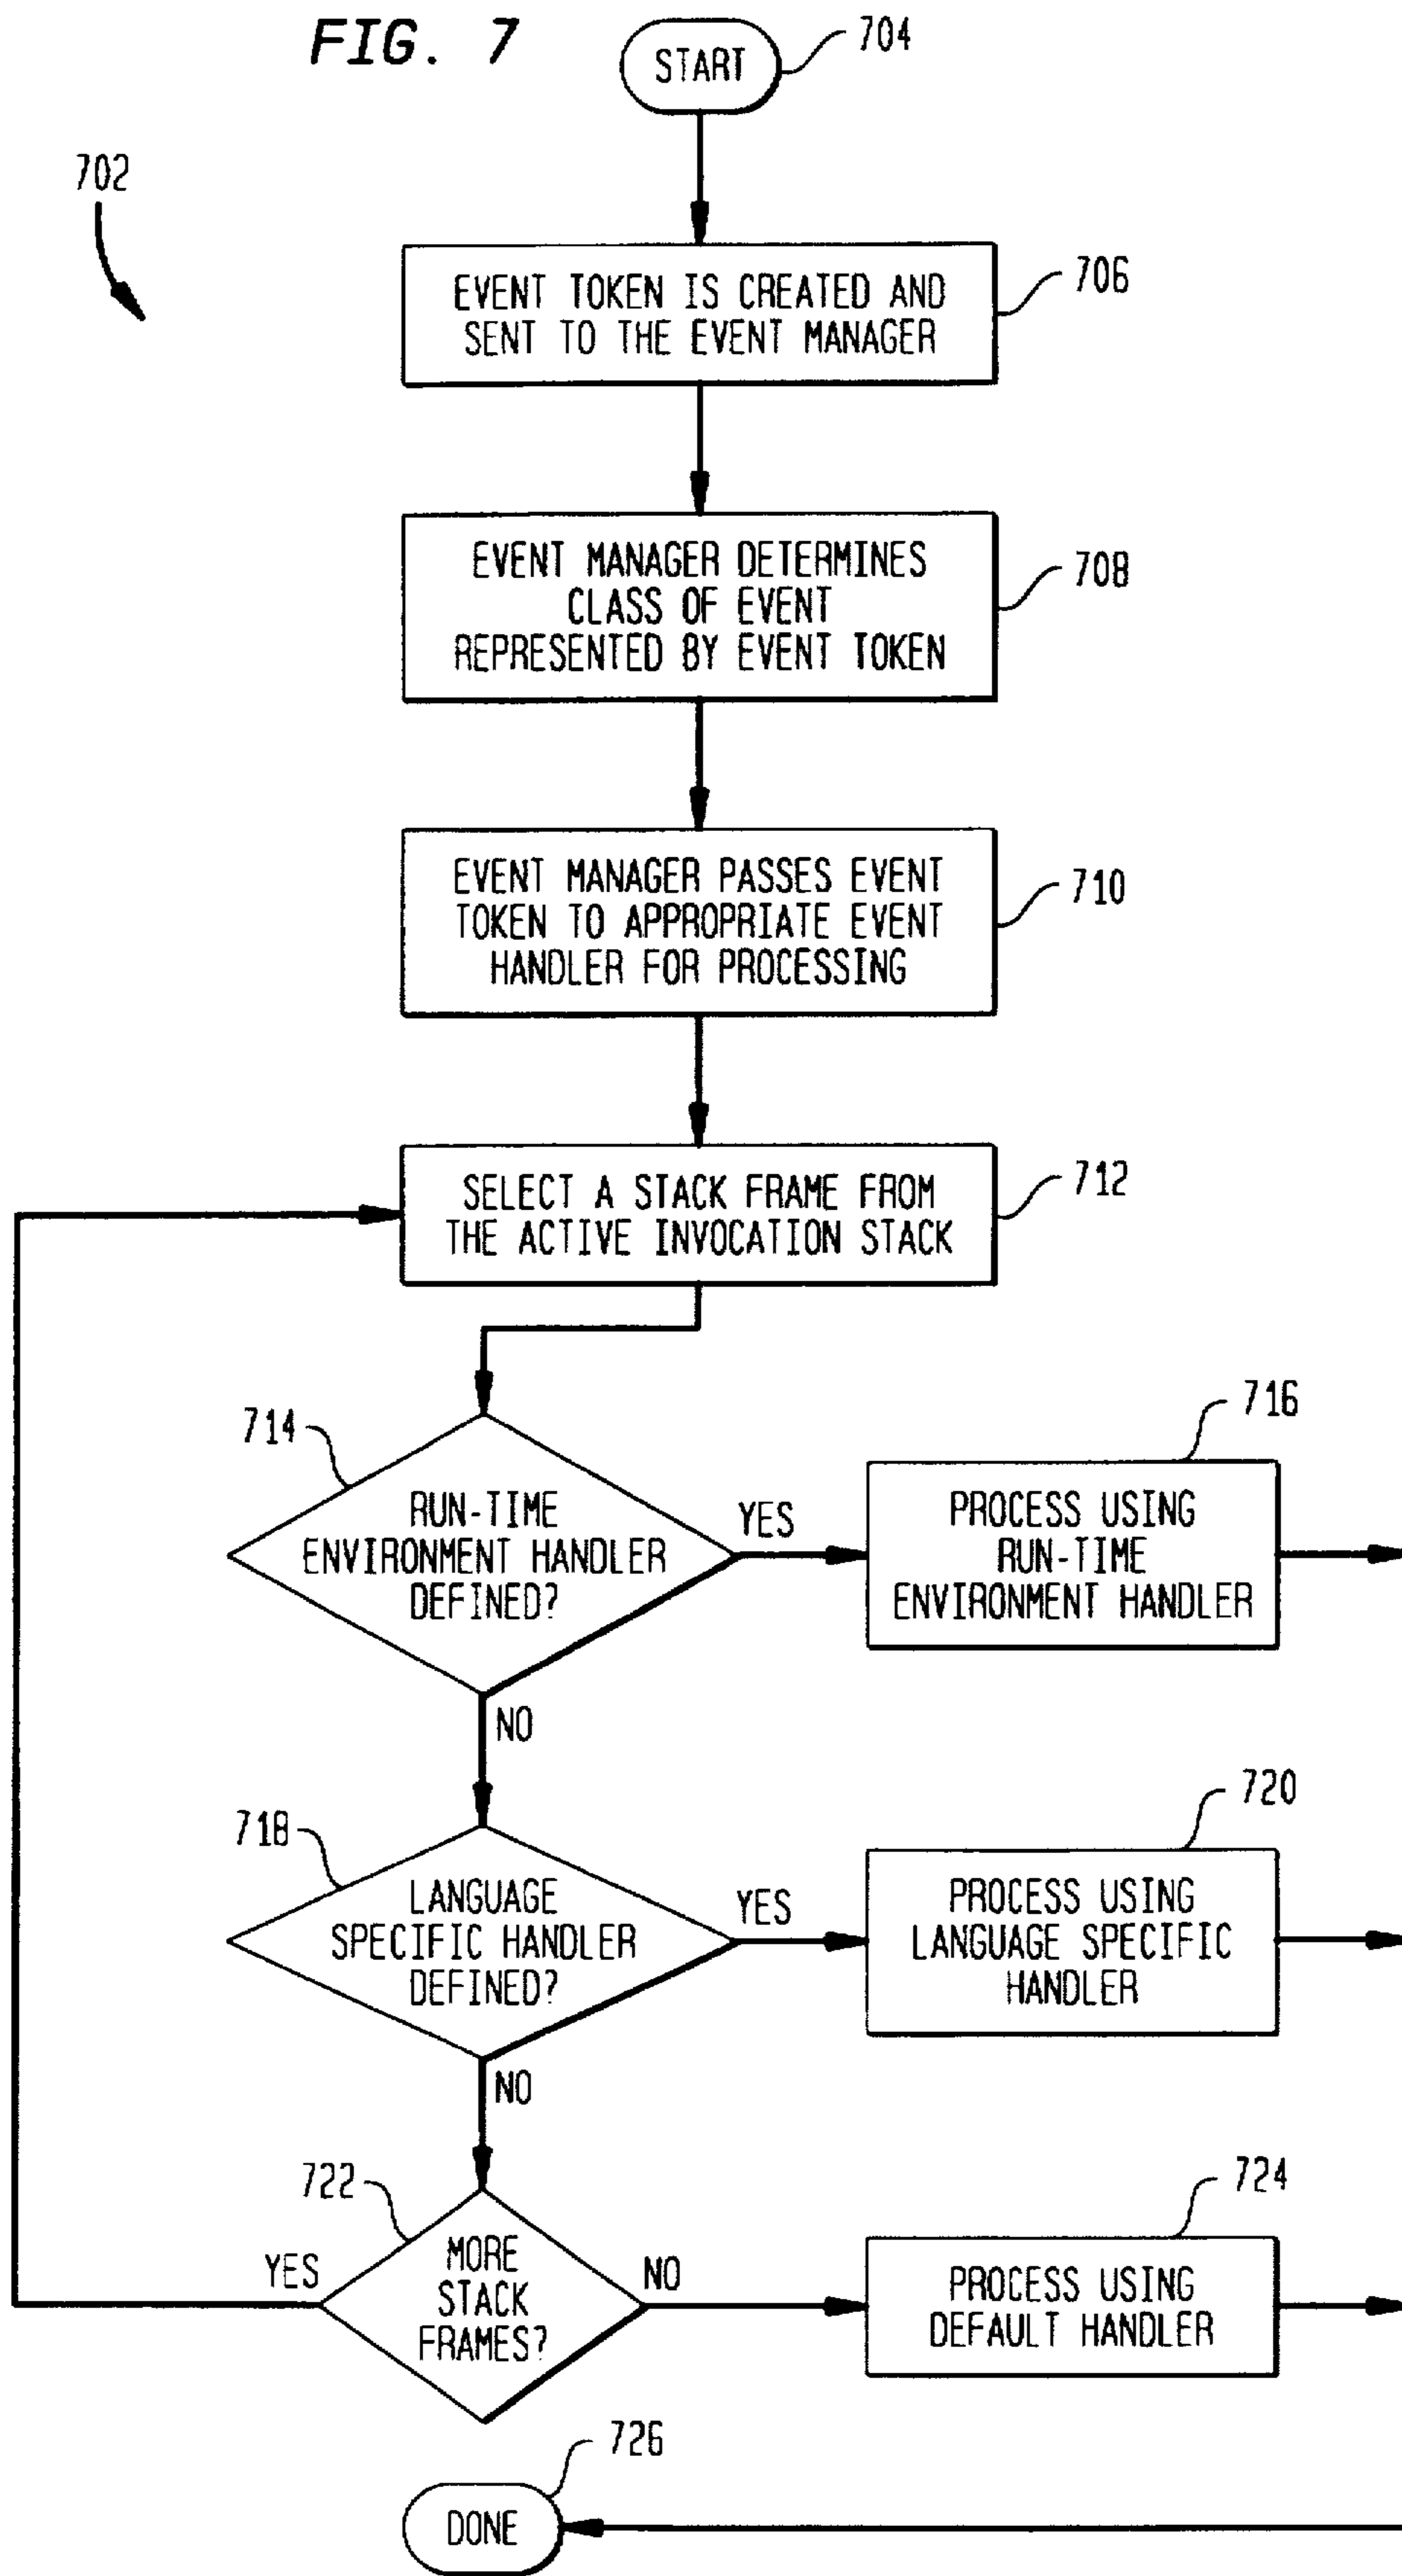 FIG. 7
START
704
702
EVENT TOKEN IS CREATED AND
SENT TO THE EVENT MANAGER
706
EVENT MANAGER DETERMINES
CLASS OF EVENT
REPRESENTED BY EVENT TOKEN
708
EVENT MANAGER PASSES EVENT
TOKEN TO APPROPRIATE EVENT
HANDLER FOR PROCESSING
710
SELECT A STACK FRAME FROM
THE ACTIVE INVOCATION STACK
712
714
RUN-TIME
ENVIRONMENT HANDLER
DEFINED?
YES
NO
716
PROCESS USING
RUN-TIME
ENVIRONMENT HANDLER
718
LANGUAGE
SPECIFIC HANDLER
DEFINED?
YES
NO
720
PROCESS USING
LANGUAGE SPECIFIC
HANDLER
722
MORE
STACK
FRAMES?
YES
NO
724
PROCESS USING
DEFAULT HANDLER
726
DONE